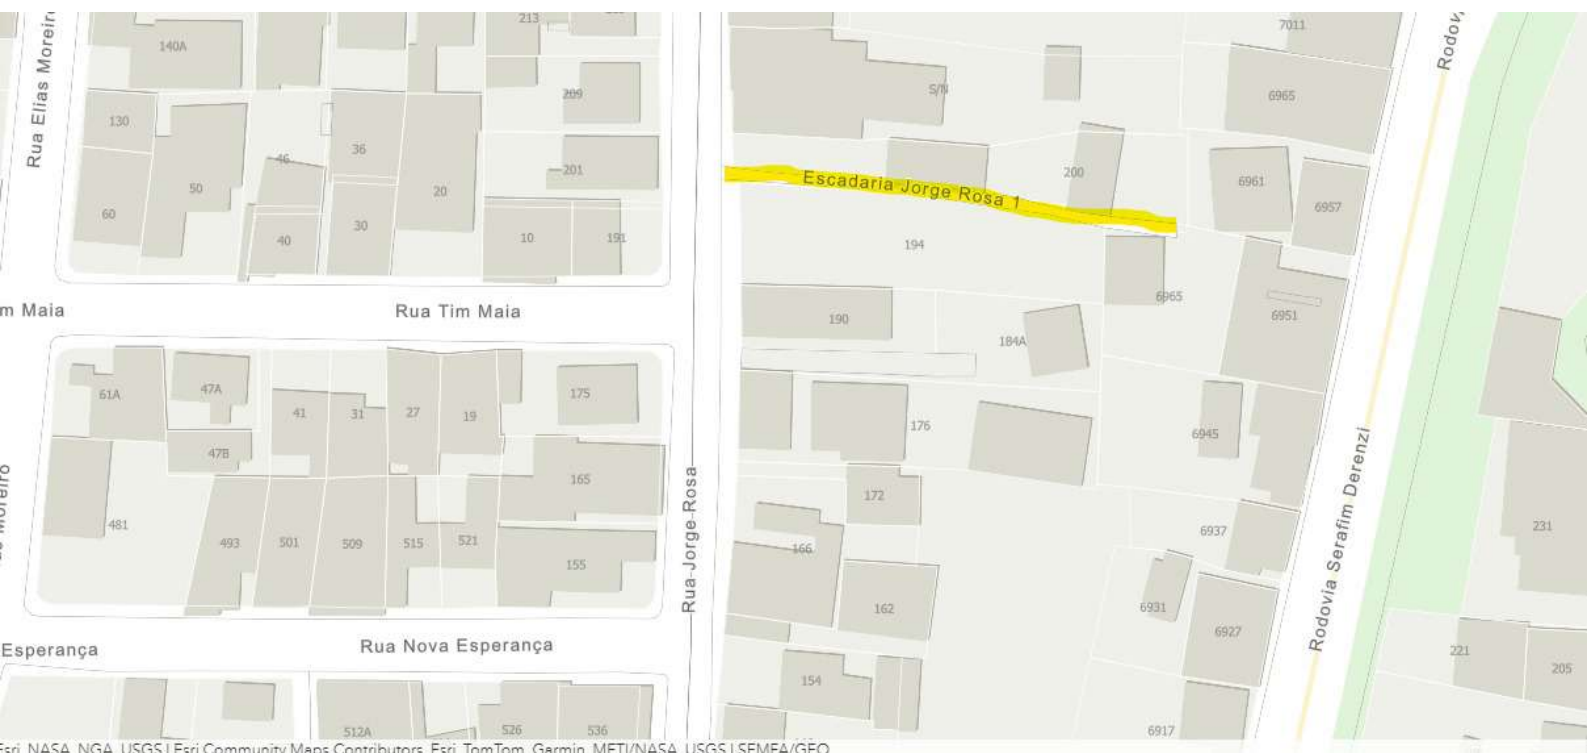 213
7011
140A
Rua Elias Moreiro
Rodov
S/N
209
6965
130
36
46
201
200
6961
50
20
Escadaria Jorge Rosa 1
6957
60
30
10
191
40
194
6965
m Maia
Rua Tim Maia
190
6951
184A
61A
47A
41
31
27
19
175
176
6945
47B
165
172
481
493
501
509
515
521
166
155
Rua Jorge Rosa
6937
231
Rodovia Serafim Derenzi
162
6931
6927
Esperança
Rua Nova Esperança
221
205
154
512A
526
536
6917
Esri, NASA, NGA, USGS | Esri Community Maps Contributors, Esri, TomTom, Garmin, METI/NASA, USGS | SEMFA/GEO